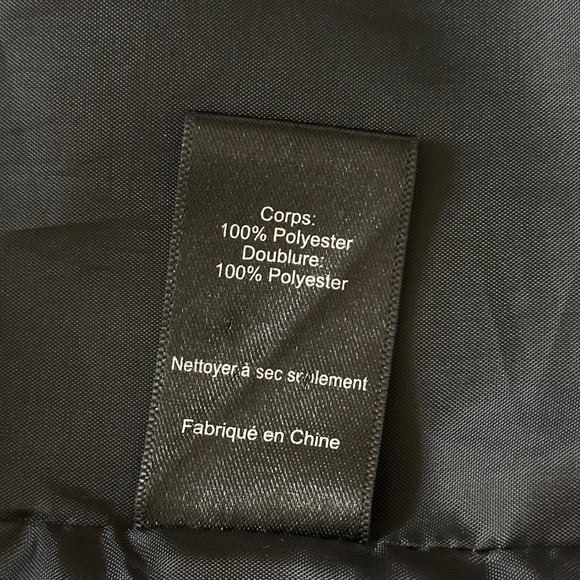 Corps:
100% Polyester
Doublure:
100% Polyester
Nettoyer à sec seulement
Fabriqué en Chine